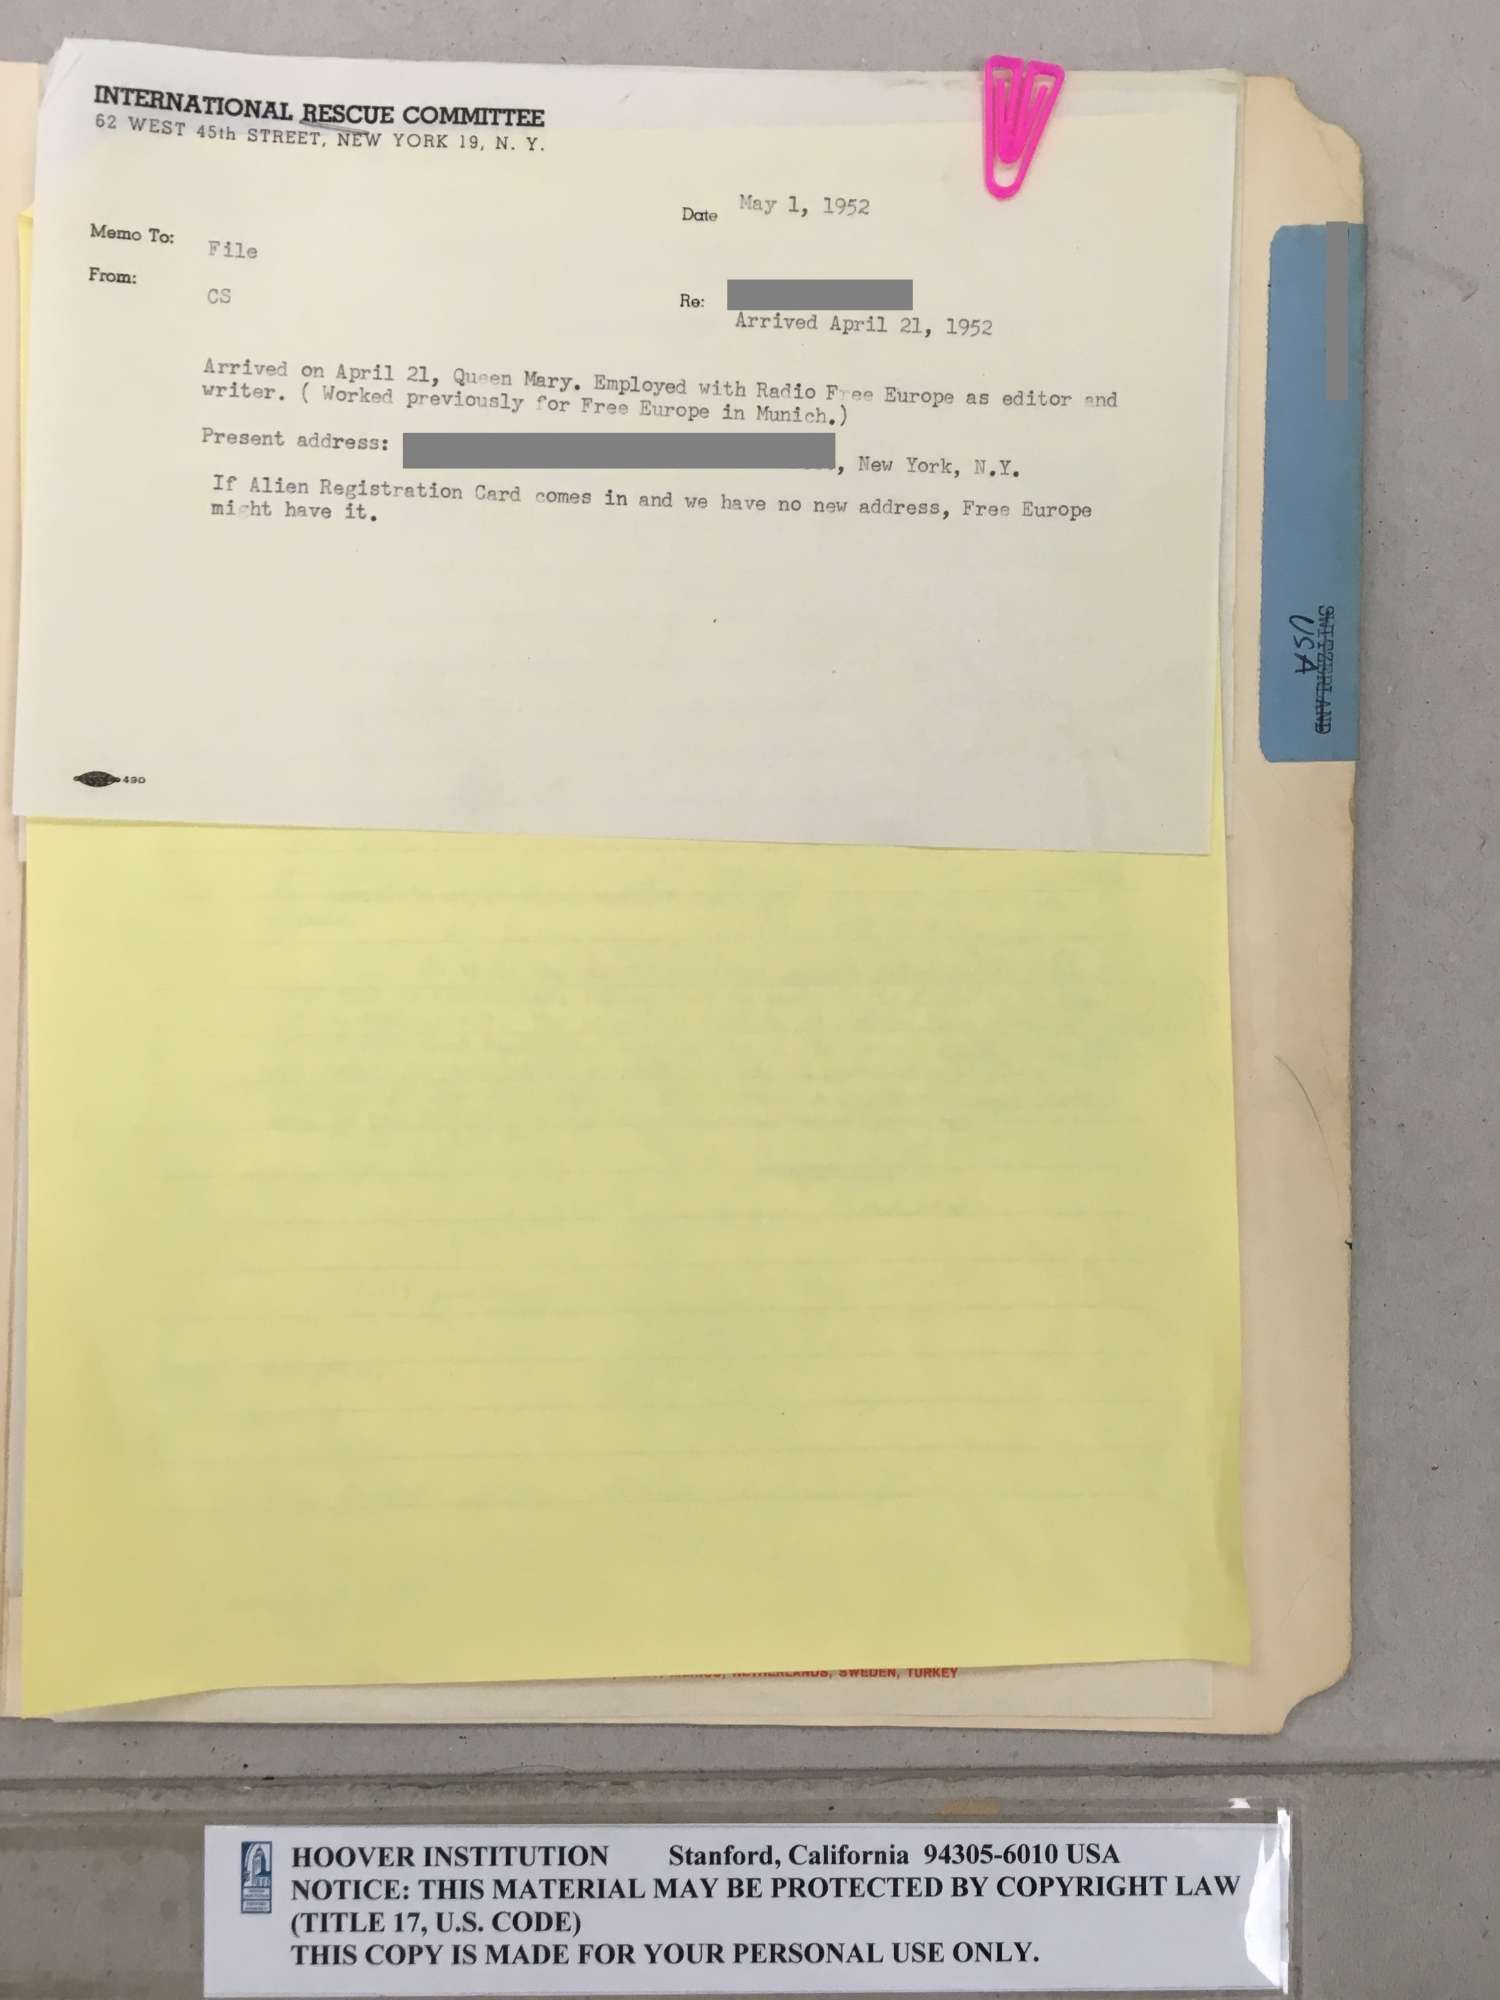 INTERNATIONAL RESCUE COMMITTEE
62 WEST 45th STREET, NEW YORK 19, N. Y.
Date May 1, 1952
Memo To: File
From: CS
Re:
Arrived April 21, 1952
Arrived on April 21, Queen Mary. Employed with Radio Free Europe as editor and
writer. ( Worked previously for Free Europe in Munich.)
Present address: , New York, N.Y.
If Alien Registration Card comes in and we have no new address, Free Europe
might have it.
490
SWITZERLAND
USA
NETHERLANDS, SWEDEN, TURKEY
HOOVER INSTITUTION Stanford, California 94305-6010 USA
NOTICE: THIS MATERIAL MAY BE PROTECTED BY COPYRIGHT LAW
(TITLE 17, U.S. CODE)
THIS COPY IS MADE FOR YOUR PERSONAL USE ONLY.